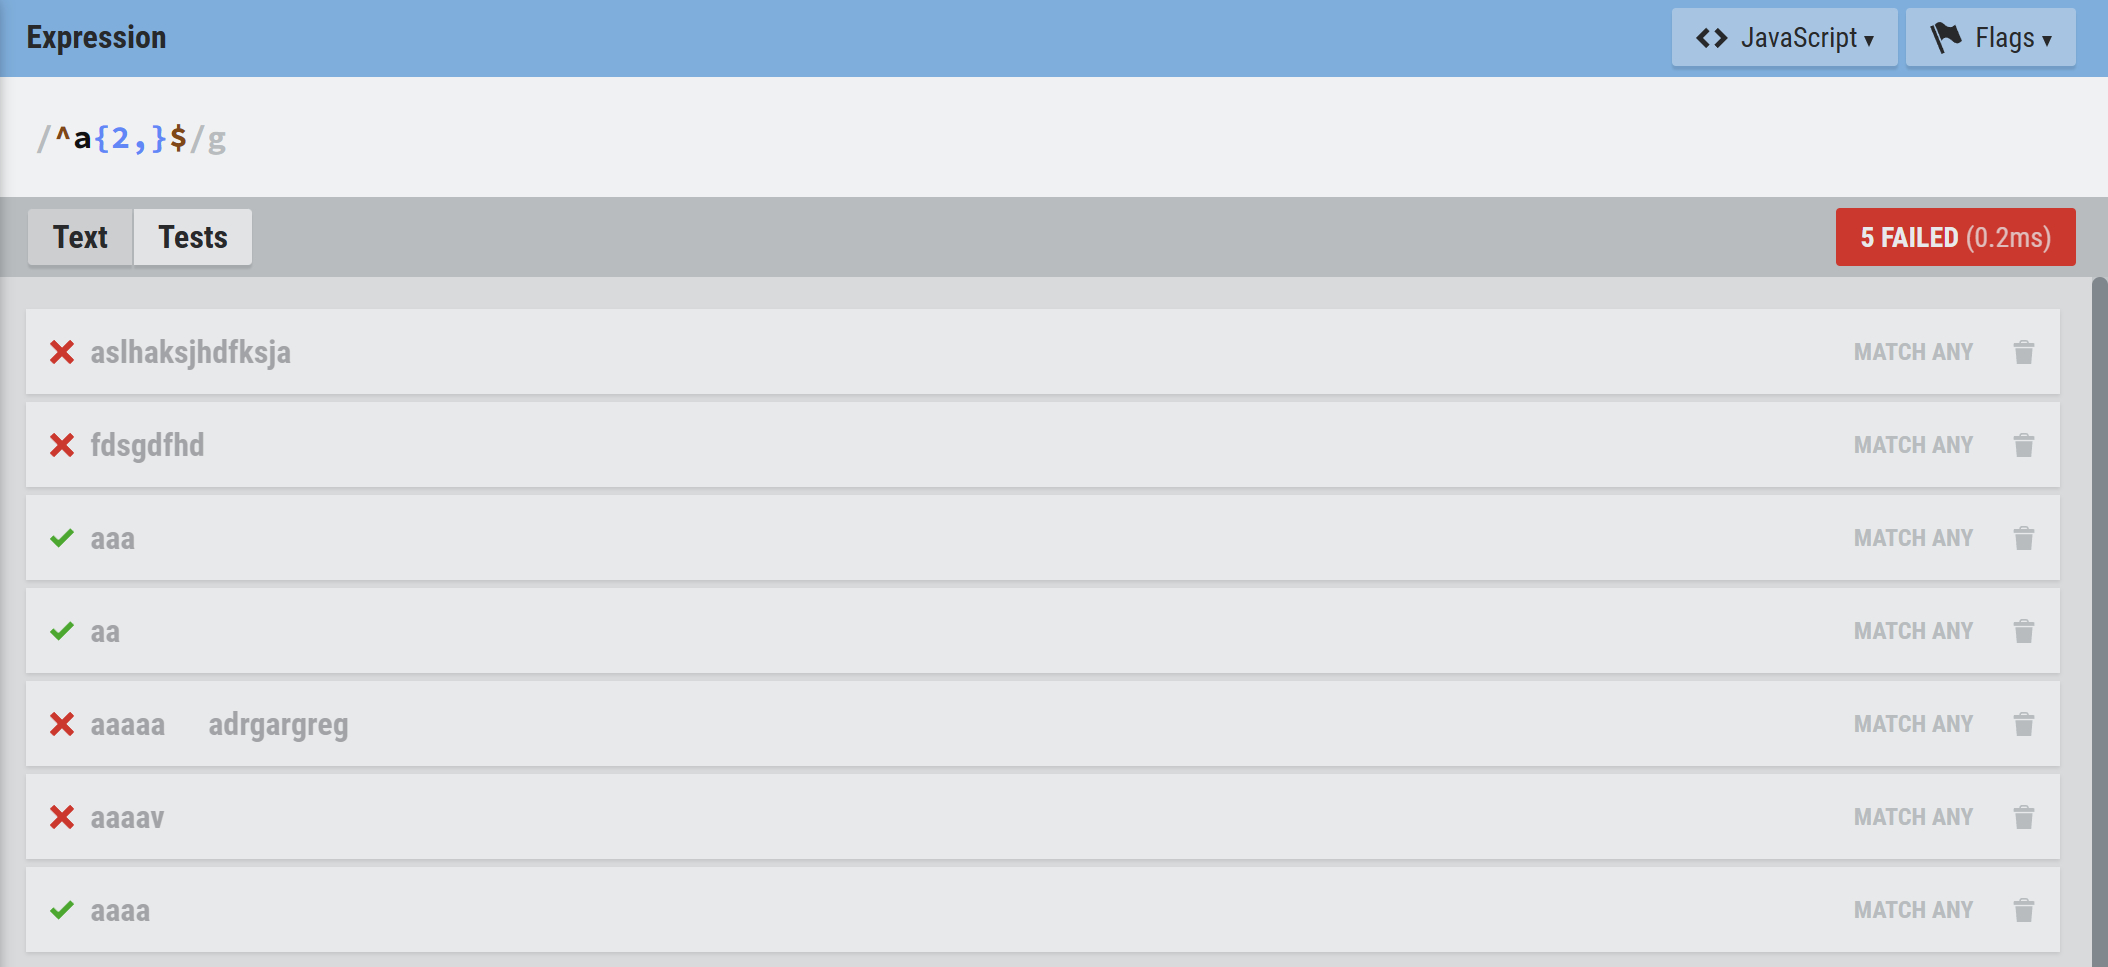 Expression
JavaScript ▾ Flags ▾
/^a{2,}$/g
Text Tests 5 FAILED (0.2ms)
aslhaksjhdfksja MATCH ANY
fdsgdfhd MATCH ANY
aaa MATCH ANY
aa MATCH ANY
aaaaa adrgargreg MATCH ANY
aaaav MATCH ANY
aaaa MATCH ANY